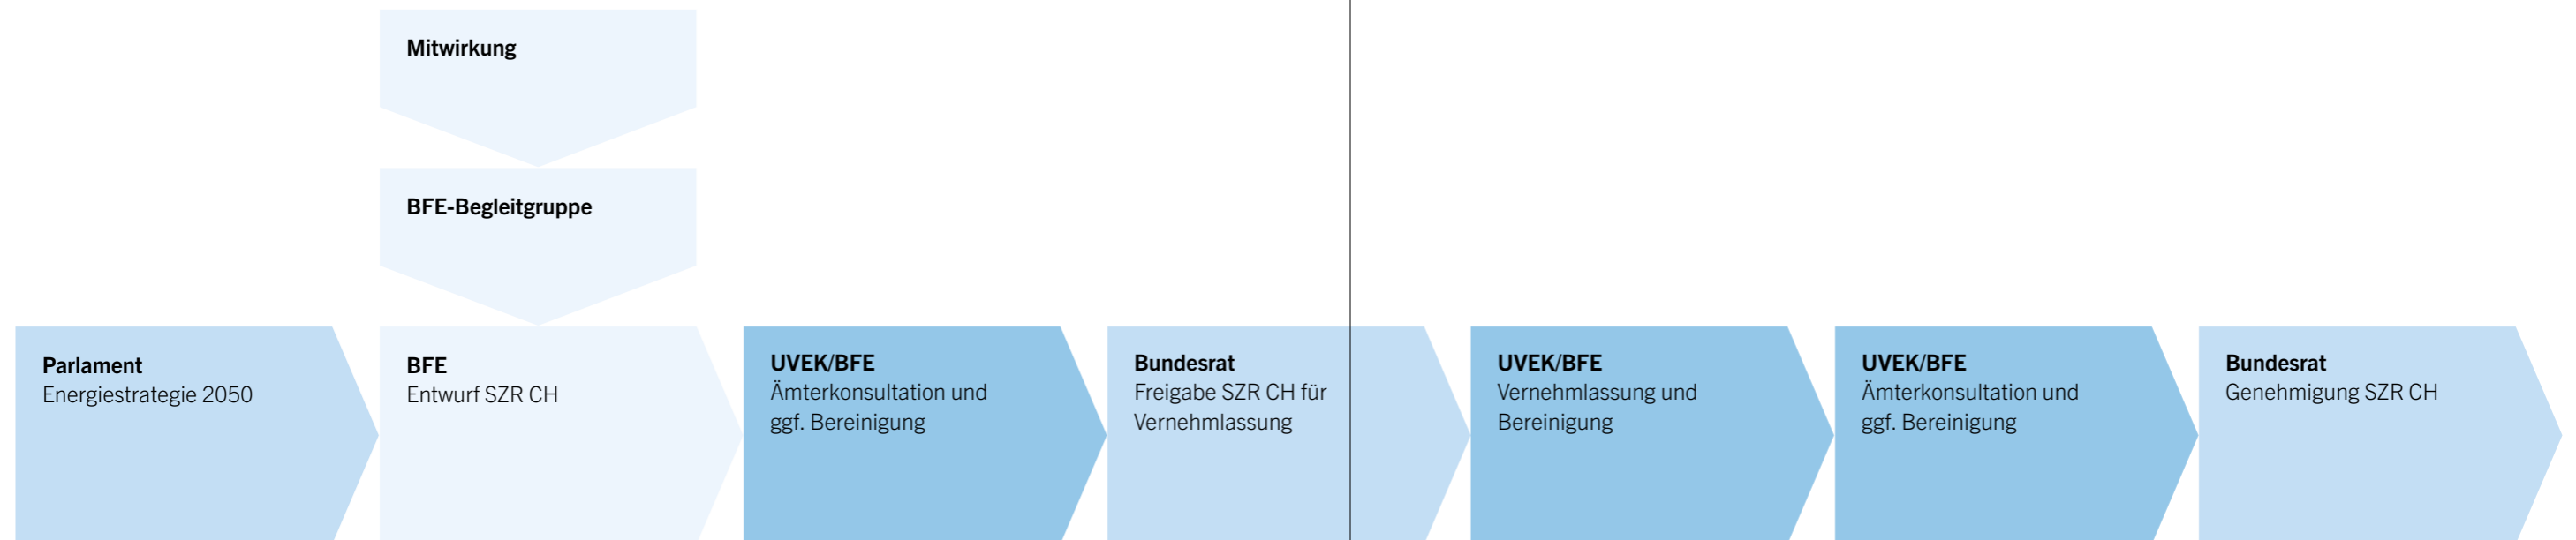 Mitwirkung
BFE-Begleitgruppe
Parlament
Energiestrategie 2050
BFE
Entwurf SZR CH
UVEK/BFE
Ämterkonsultation und
ggf. Bereinigung
Bundesrat
Freigabe SZR CH für
Vernehmlassung
UVEK/BFE
Vernehmlassung und
Bereinigung
UVEK/BFE
Ämterkonsultation und
ggf. Bereinigung
Bundesrat
Genehmigung SZR CH